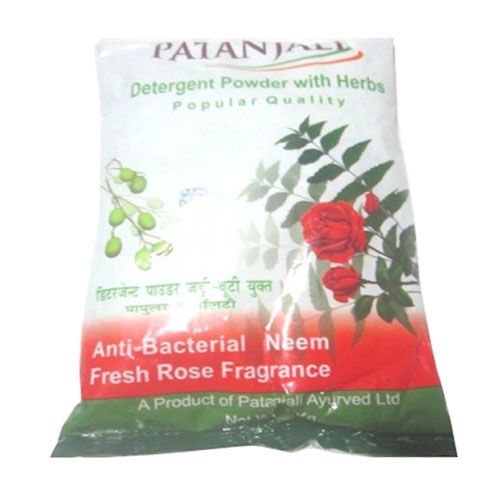 PATANJALI
Detergent Powder with Herbs
Popular Quality
डिटरजेन्ट पाउडर जड़ी-बूटी युक्त
पापुलर
Anti-Bacterial Neem
Fresh Rose Fragrance
A Product of Patanjali Ayurved Ltd
Net Kg